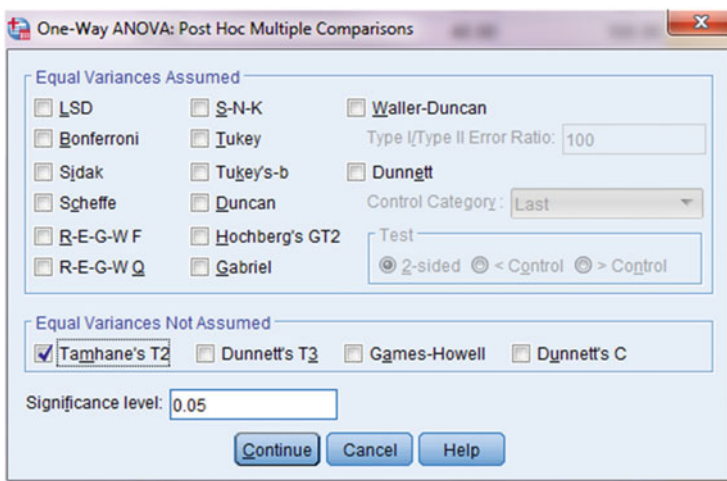 One-Way ANOVA: Post Hoc Multiple Comparisons
Equal Variances Assumed
LSD S-N-K Waller-Duncan
Bonferroni Tukey Type I/Type II Error Ratio: 100
Sidak Tukey's-b Dunnett
Scheffe Duncan Control Category: Last
R-E-G-W F Hochberg's GT2 Test
R-E-G-W Q Gabriel 2-sided < Control > Control
Equal Variances Not Assumed
Tamhane's T2 Dunnett's T3 Games-Howell Dunnett's C
Significance level: 0.05
Continue Cancel Help